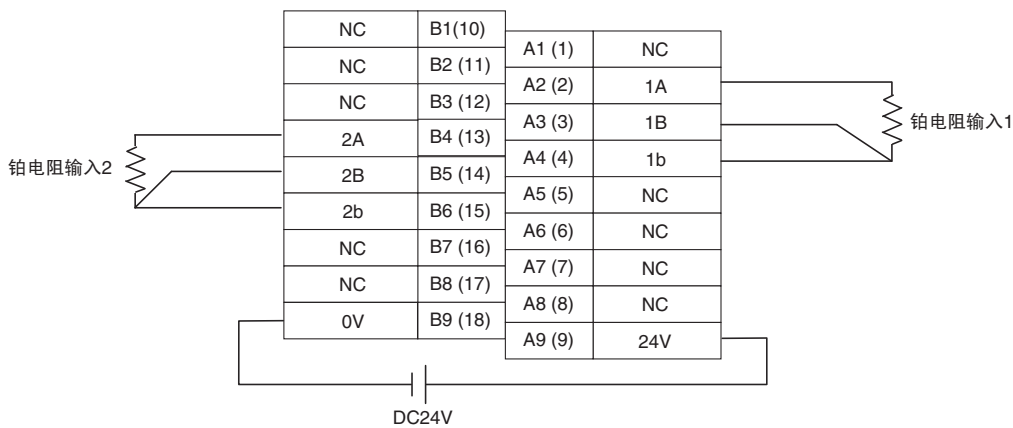 NC B1(10)
A1 (1) NC
NC B2 (11)
A2 (2) 1A
NC B3 (12)
A3 (3) 1B
铂电阻输入1
2A B4 (13)
A4 (4) 1b
铂电阻输入2
2B B5 (14)
A5 (5) NC
2b B6 (15)
A6 (6) NC
NC B7 (16)
A7 (7) NC
NC B8 (17)
A8 (8) NC
0V B9 (18)
A9 (9) 24V
DC24V